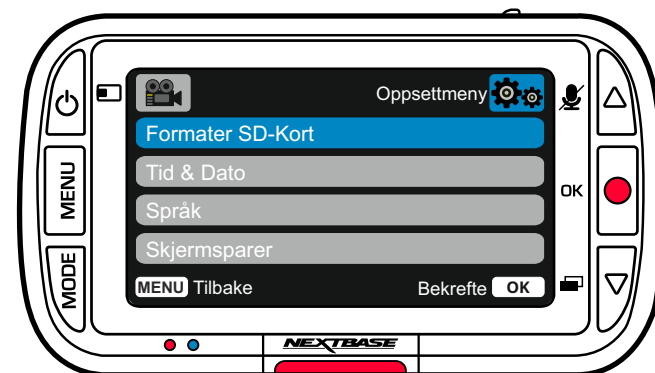 Oppsettmeny
Formater SD-Kort
MENU
Tid & Dato
OK
Språk
Skjermsparer
MODE
MENU Tilbake
Bekrefte OK
NEXTBASE